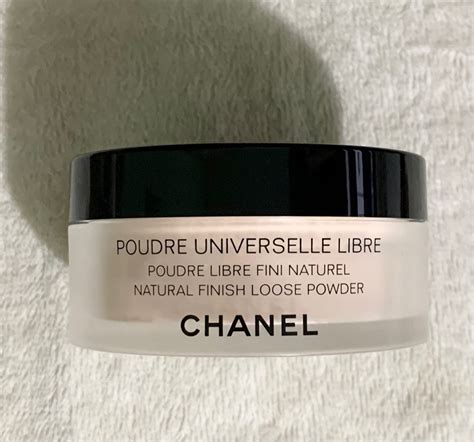 POUDRE UNIVERSELLE LIBRE
POUDRE LIBRE FINI NATUREL
NATURAL FINISH LOOSE POWDER
CHANEL